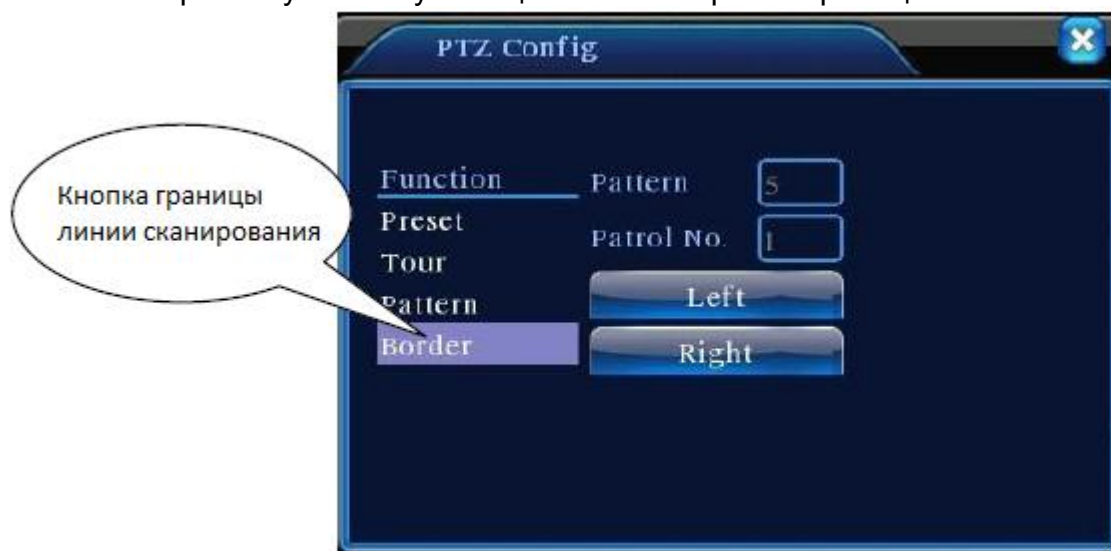 PTZ Config
Кнопка границы
линии сканирования
Function
Preset
Tour
Pattern
Border
Pattern 5
Patrol No. 1
Left
Right